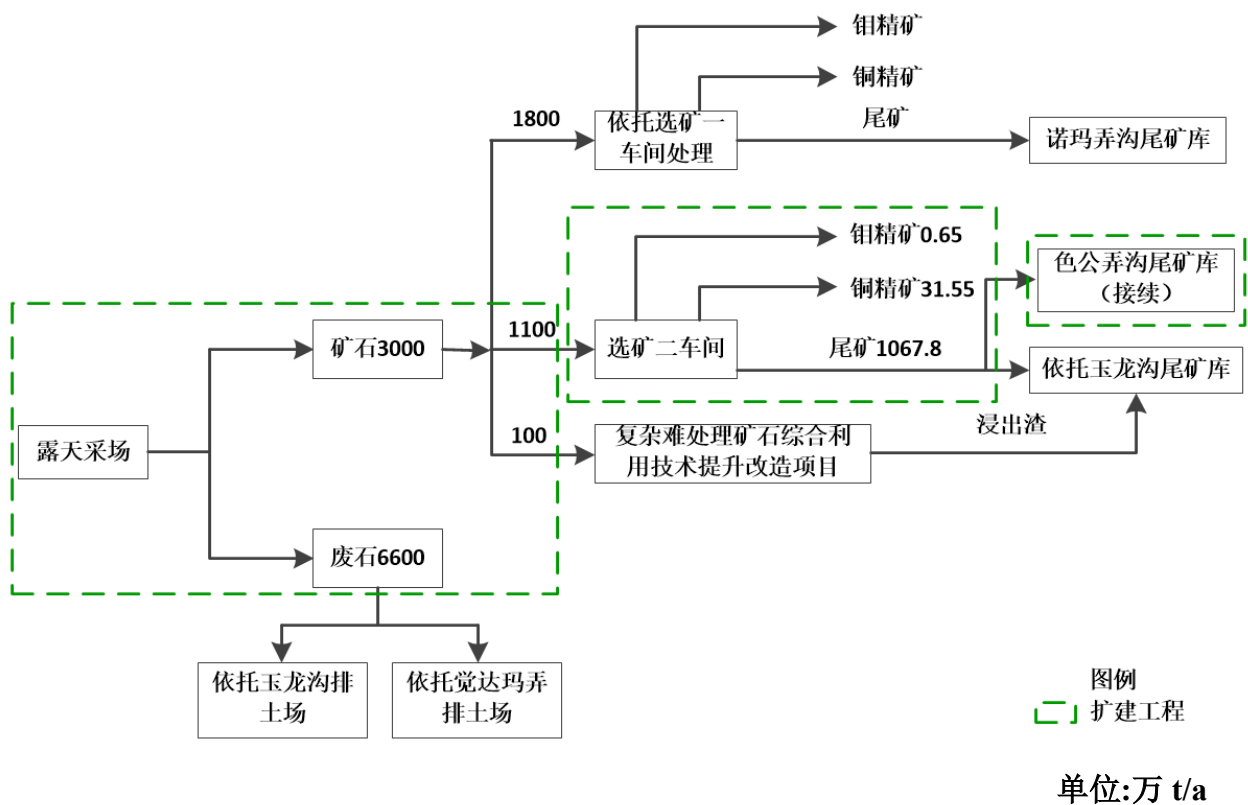 钼精矿
铜精矿
1800
依托选矿一
车间处理
尾矿
诺玛弄沟尾矿库
钼精矿0.65
铜精矿31.55
色公弄沟尾矿库
（接续）
矿石3000
1100
选矿二车间
尾矿1067.8
依托玉龙沟尾矿库
露天采场
100
复杂难处理矿石综合利
用技术提升改造项目
浸出渣
废石6600
依托玉龙沟排
土场
依托觉达玛弄
排土场
图例
扩建工程
单位:万 t/a